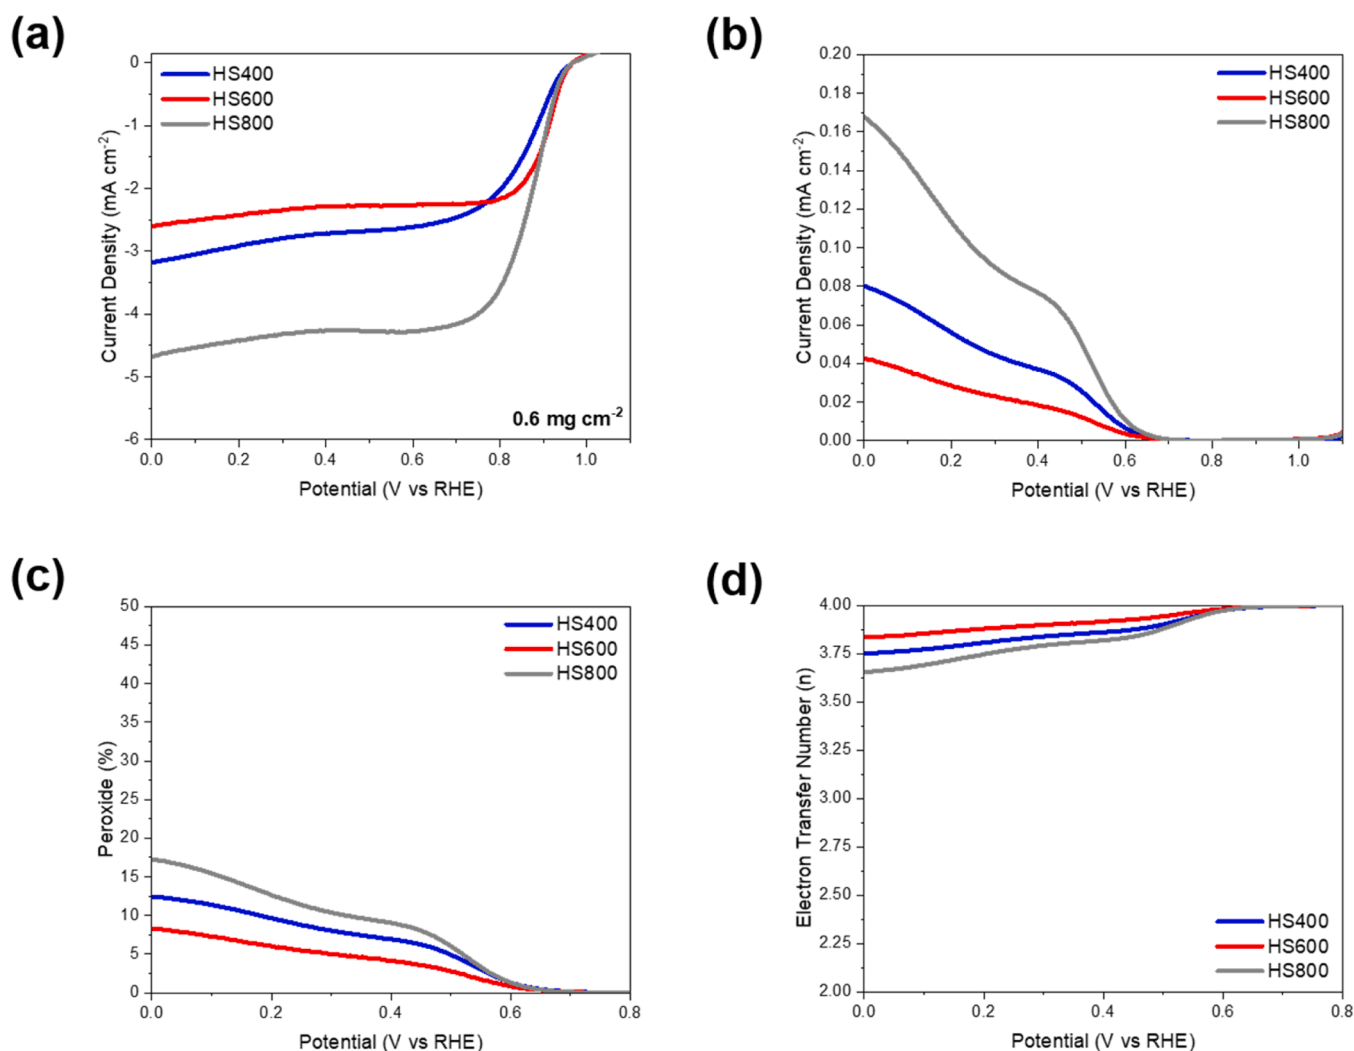 (a)
HS400
HS600
HS800
0
-1
-2
-3
-4
-5
-6
0.0
0.2
0.4
0.6
0.8
1.0
Current Density (mA cm⁻²)
Potential (V vs RHE)
0.6 mg cm⁻²
(b)
HS400
HS600
HS800
0.20
0.18
0.16
0.14
0.12
0.10
0.08
0.06
0.04
0.02
0.00
0.0
0.2
0.4
0.6
0.8
1.0
Current Density (mA cm⁻²)
Potential (V vs RHE)
(c)
HS400
HS600
HS800
50
45
40
35
30
25
20
15
10
5
0
0.0
0.2
0.4
0.6
0.8
Peroxide (%)
Potential (V vs RHE)
(d)
4.00
3.75
3.50
3.25
3.00
2.75
2.50
2.25
2.00
0.0
0.2
0.4
0.6
0.8
Electron Transfer Number (n)
HS400
HS600
HS800
Potential (V vs RHE)